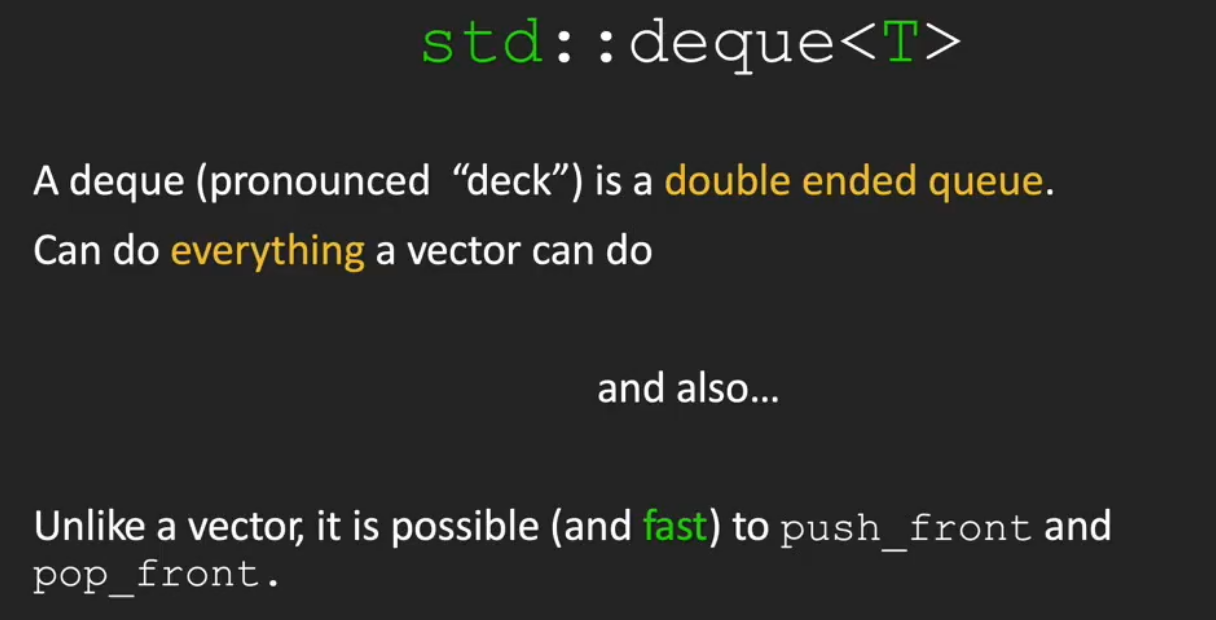 std::deque<T>
A deque (pronounced “deck”) is a double ended queue.
Can do everything a vector can do
and also…
Unlike a vector, it is possible (and fast) to push_front and
pop_front.